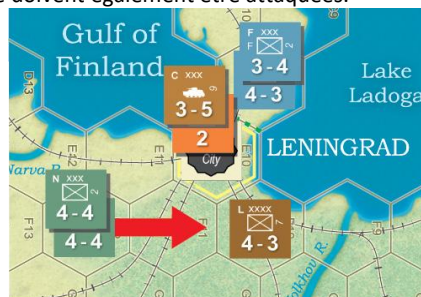 e doivent également être attaquées.
Gulf of
Finland
Lake
Ladoga
F XXX
F 2
3-4
4-3
C XXX
6
3-5
2
City
LENINGRAD
D13
E12
E11
E10
Narva R.
N XXX
2
4-4
4-4
F13
F11
L XXXX
7
4-3
F9
Volkhov R.